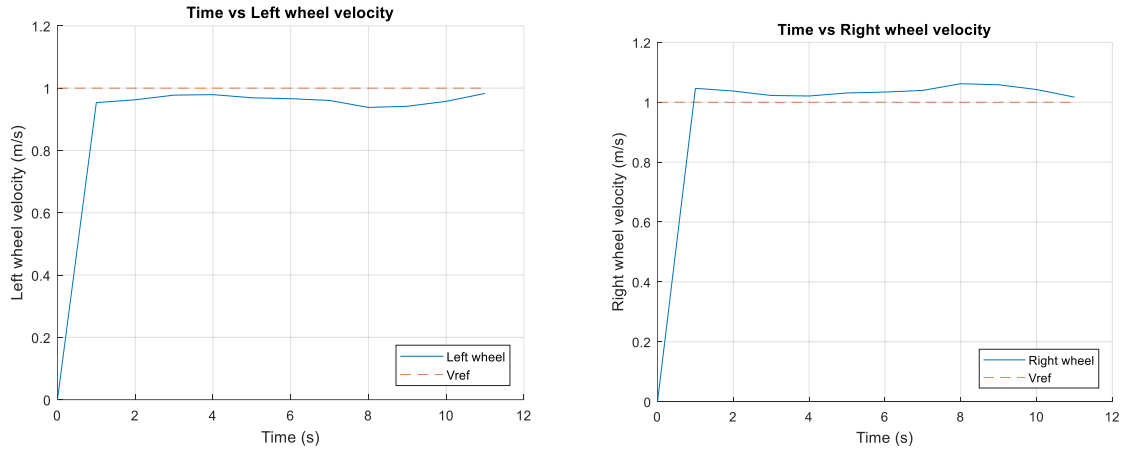 Time vs Left wheel velocity
1.2
1
0.8
0.6
0.4
0.2
0
Left wheel velocity (m/s)
0 2 4 6 8 10 12
Time (s)
Left wheel
Vref
Time vs Right wheel velocity
1.2
1
0.8
0.6
0.4
0.2
0
Right wheel velocity (m/s)
0 2 4 6 8 10 12
Time (s)
Right wheel
Vref